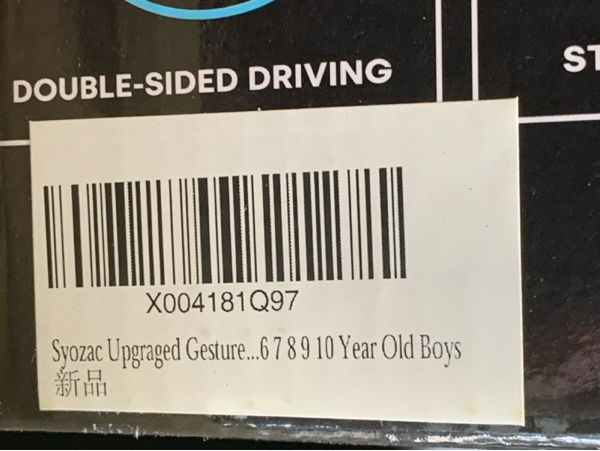 DOUBLE-SIDED DRIVING
ST
X004181Q97
Syozac Upgraged Gesture...6 7 8 9 10 Year Old Boys
新品